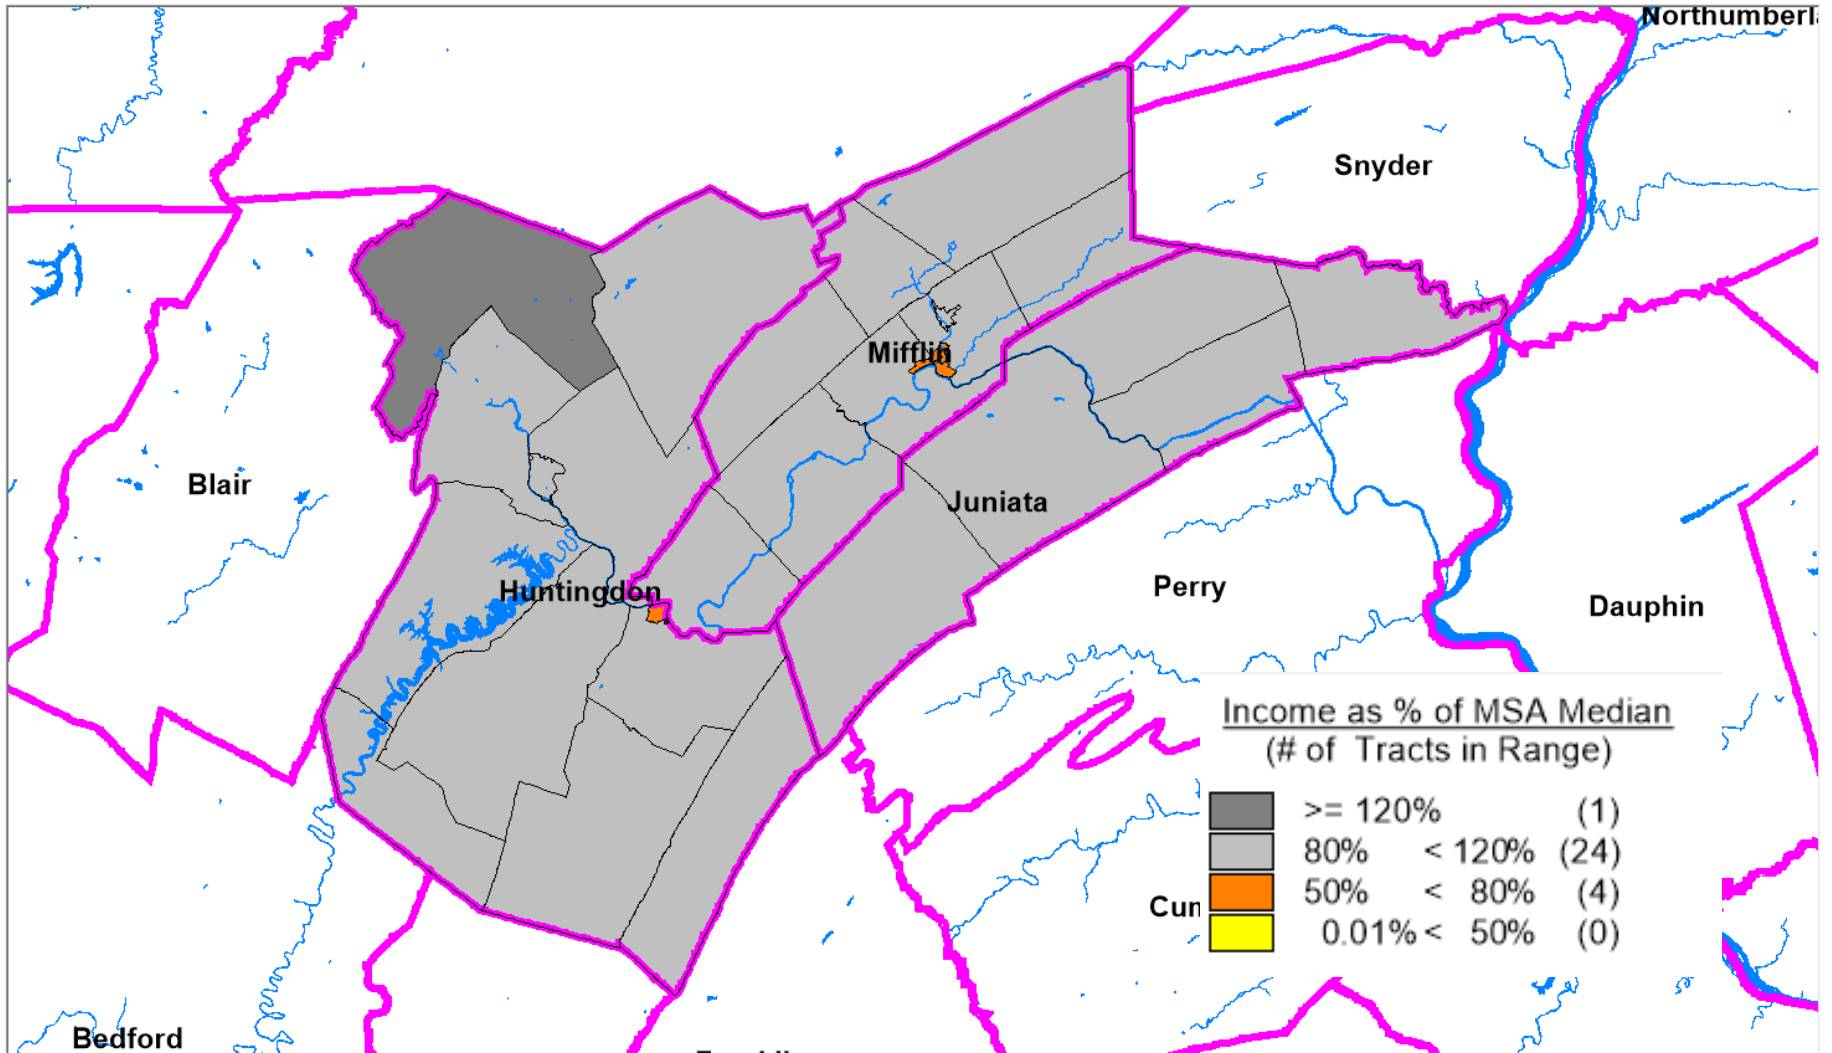 Northumberl
Snyder
Mifflin
Blair
Juniata
Huntingdon
Perry
Dauphin
Income as % of MSA Median
(# of Tracts in Range)
>= 120% (1)
80% < 120% (24)
50% < 80% (4)
0.01% < 50% (0)
Cun
Bedford